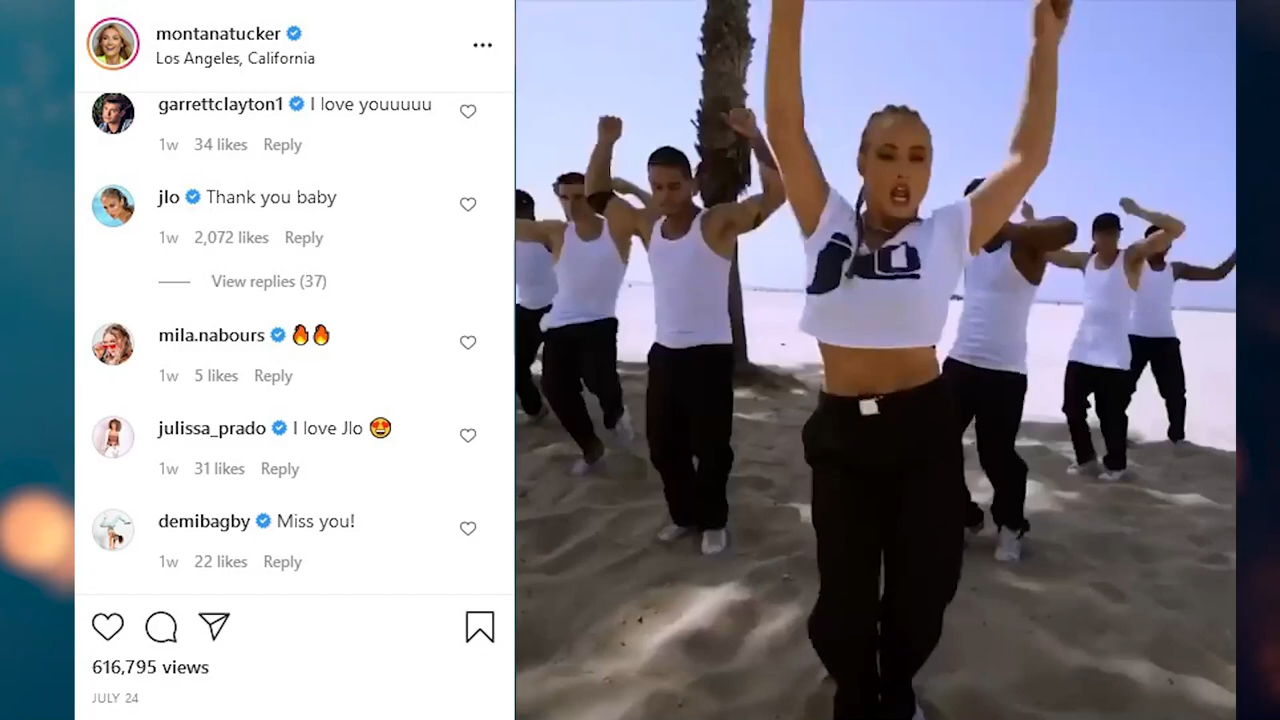 montanatucker
Los Angeles, California
garrettclayton1 I love youuuuu
1w 34 likes Reply
jlo Thank you baby
1w 2,072 likes Reply
View replies (37)
mila.nabours 🔥🔥
1w 5 likes Reply
julissa_prado I love Jlo 😍
1w 31 likes Reply
demibagby Miss you!
1w 22 likes Reply
616,795 views
JULY 24